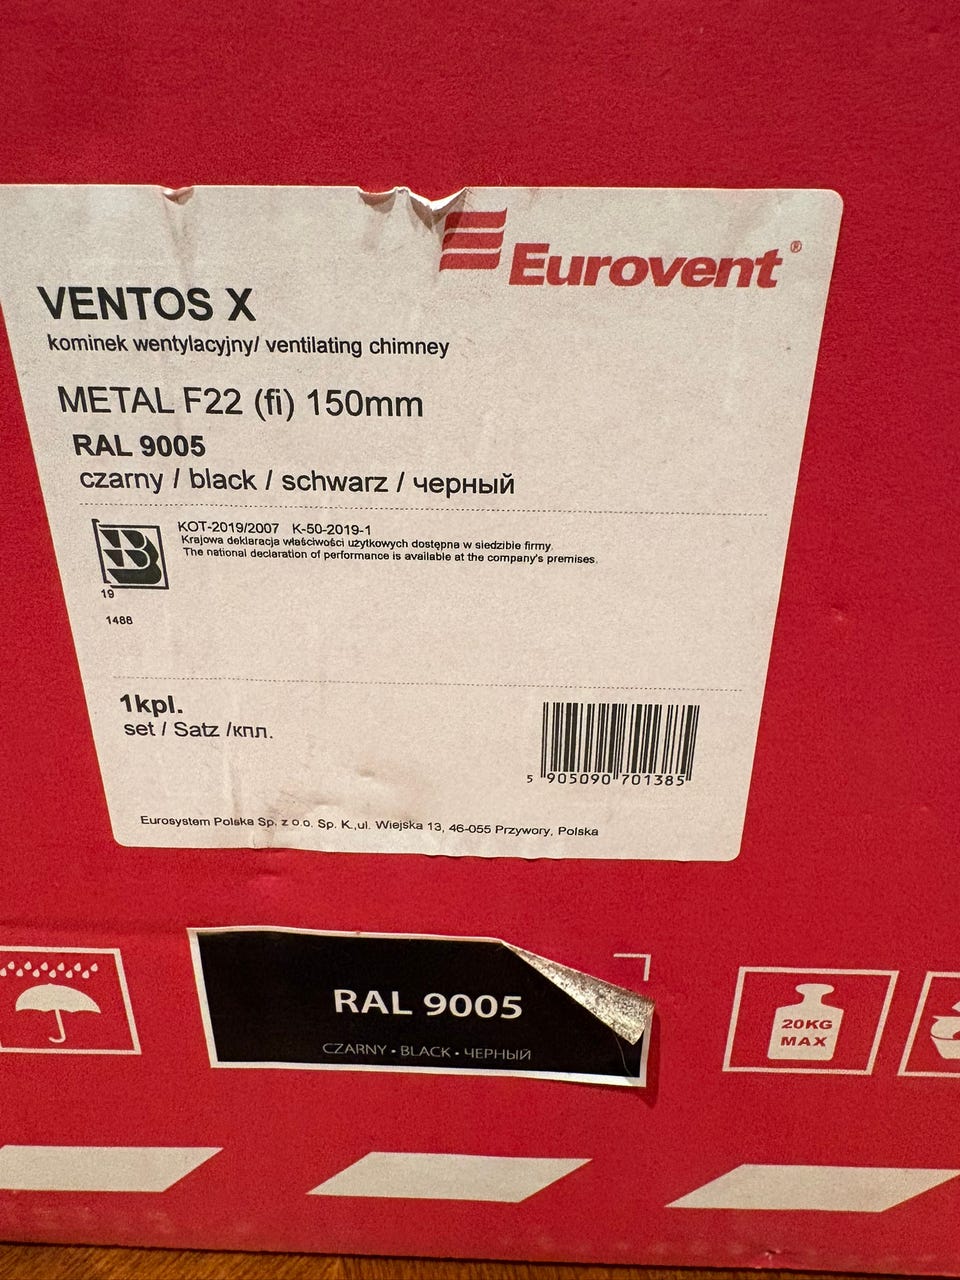 Eurovent®
VENTOS X
kominek wentylacyjny/ ventilating chimney
METAL F22 (fi) 150mm
RAL 9005
czarny / black / schwarz / черный
KOT-2019/2007 K-50-2019-1
Krajowa deklaracja właściwości użytkowych dostępna w siedzibie firmy.
The national declaration of performance is available at the company's premises.
B
19
1488
1kpl.
set / Satz /кпл.
5 905090 701385
Eurosystem Polska Sp. z o.o. Sp. K.,ul. Wiejska 13, 46-055 Przywory, Polska
RAL 9005
CZARNY • BLACK • ЧЕРНЫЙ
20KG
MAX